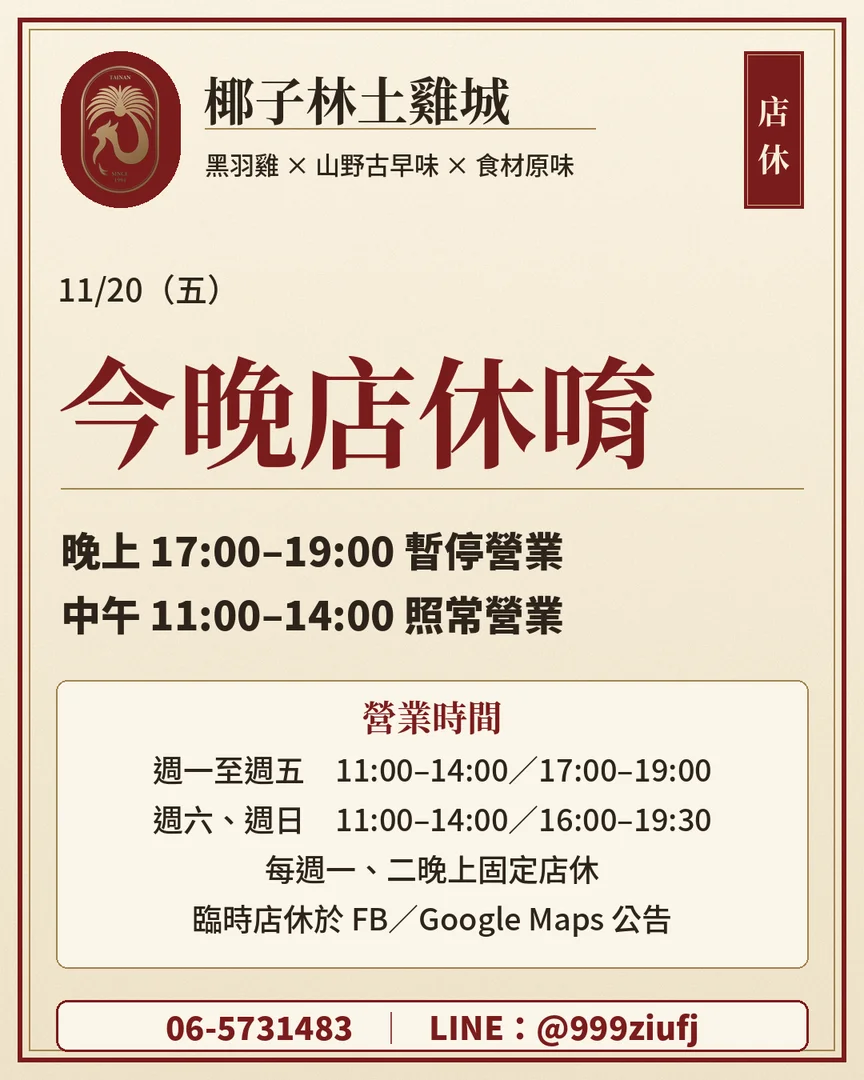 TAINAN
SINCE
椰子林土雞城
黑羽雞 × 山野古早味 × 食材原味
店休
11/20（五）
今晚店休唷
晚上 17:00–19:00 暫停營業
中午 11:00–14:00 照常營業
營業時間
週一至週五　11:00–14:00／17:00–19:00
週六、週日　11:00–14:00／16:00–19:30
每週一、二晚上固定店休
臨時店休於 FB／Google Maps 公告
06-5731483 ｜ LINE：@999ziufj